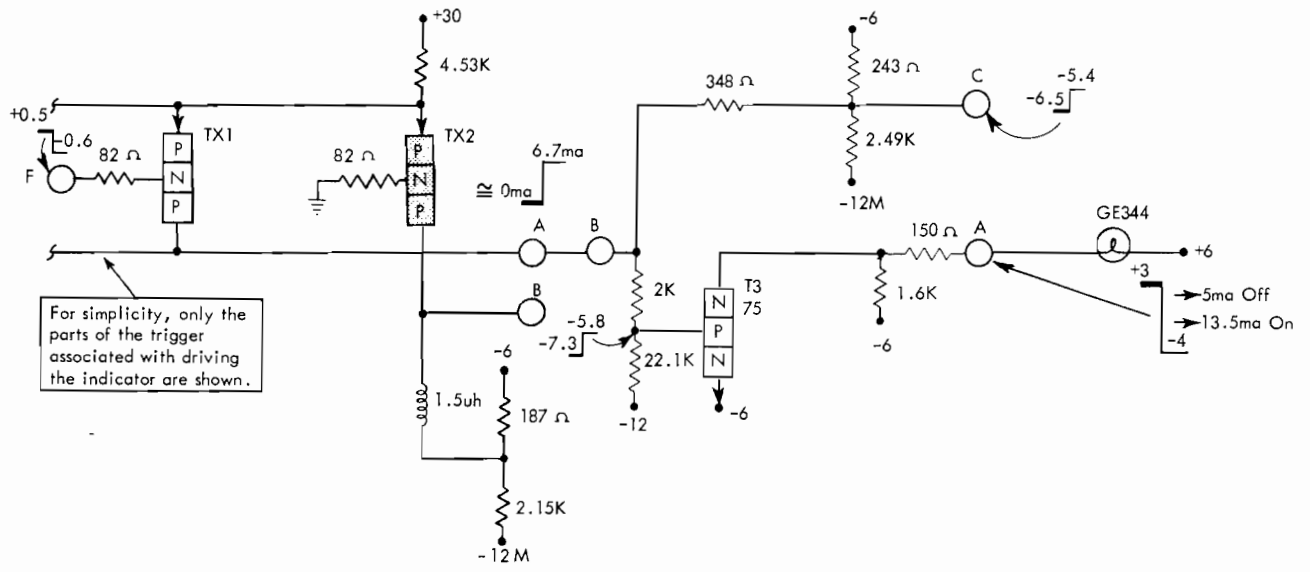 +30
4.53K
-6
243 Ω
348 Ω
C
-5.4
-6.5
+0.5
-0.6
TX1
TX2
P
N
P
P
N
P
82 Ω
F
82 Ω
6.7ma
≅ 0ma
2.49K
-12M
A
B
150 Ω
A
GE344
+6
+3
5ma Off
13.5ma On
-4
2K
T3
75
N
P
N
1.6K
-6
B
-5.8
-7.3
22.1K
-12
-6
For simplicity, only the
parts of the trigger
associated with driving
the indicator are shown.
-6
1.5uh
187 Ω
2.15K
-12M